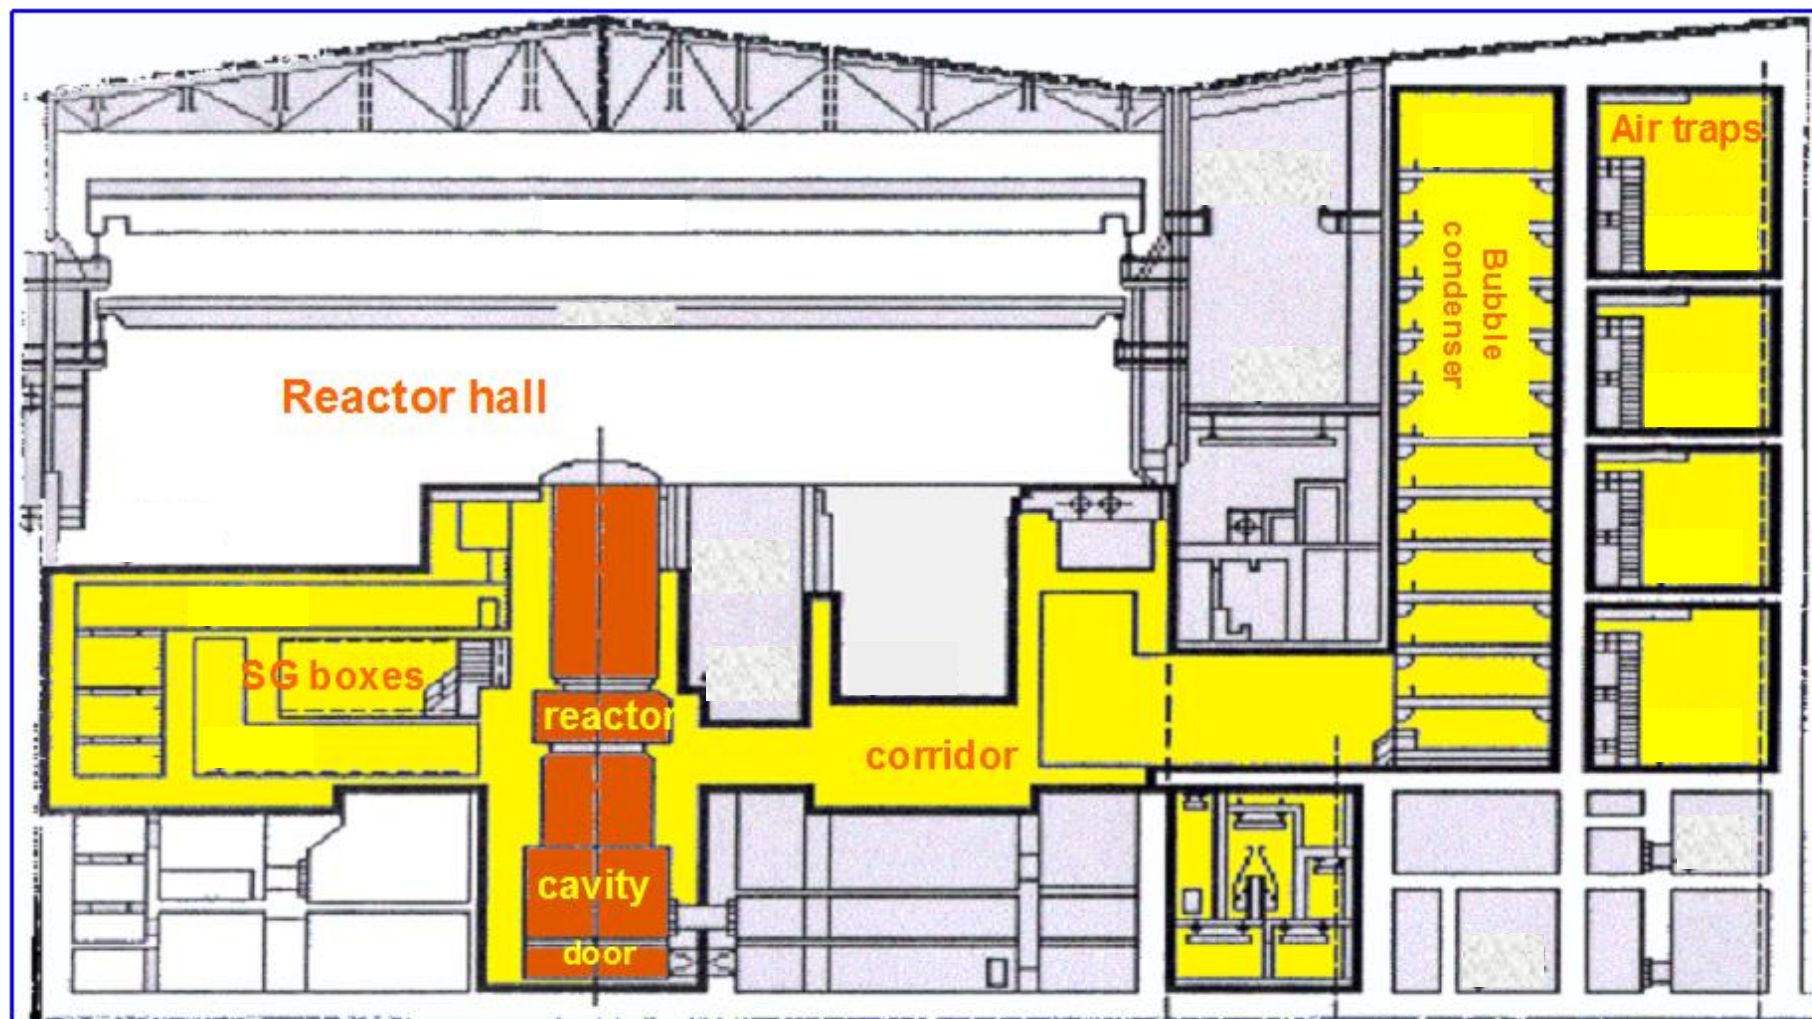 Air traps
Bubble
condenser
Reactor hall
SG boxes
reactor
corridor
cavity
door